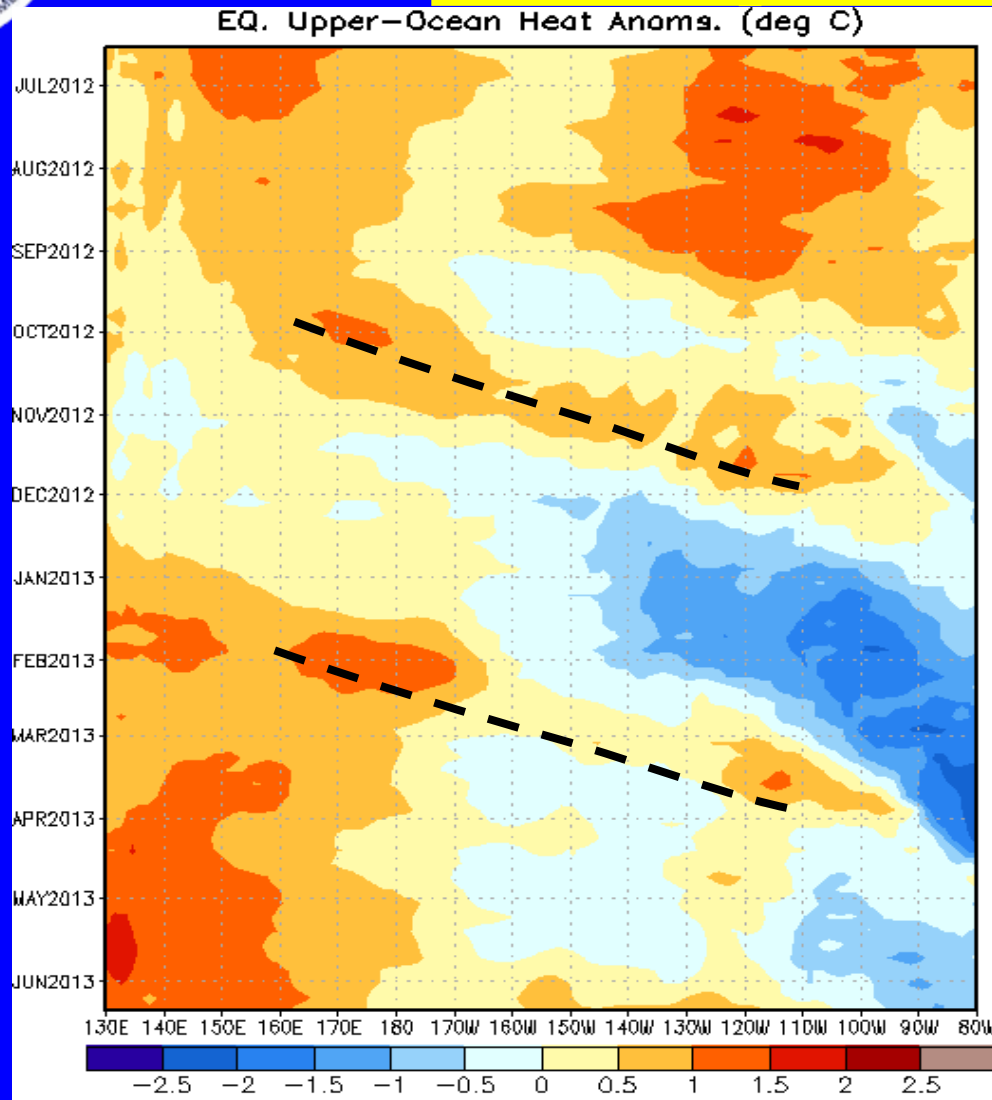 EQ. Upper-Ocean Heat Anoms. (deg C)
JUL2012
AUG2012
SEP2012
OCT2012
NOV2012
DEC2012
JAN2013
FEB2013
MAR2013
APR2013
MAY2013
JUN2013
130E 140E 150E 160E 170E 180 170W 160W 150W 140W 130W 120W 110W 100W 90W 80W
-2.5 -2 -1.5 -1 -0.5 0 0.5 1 1.5 2 2.5